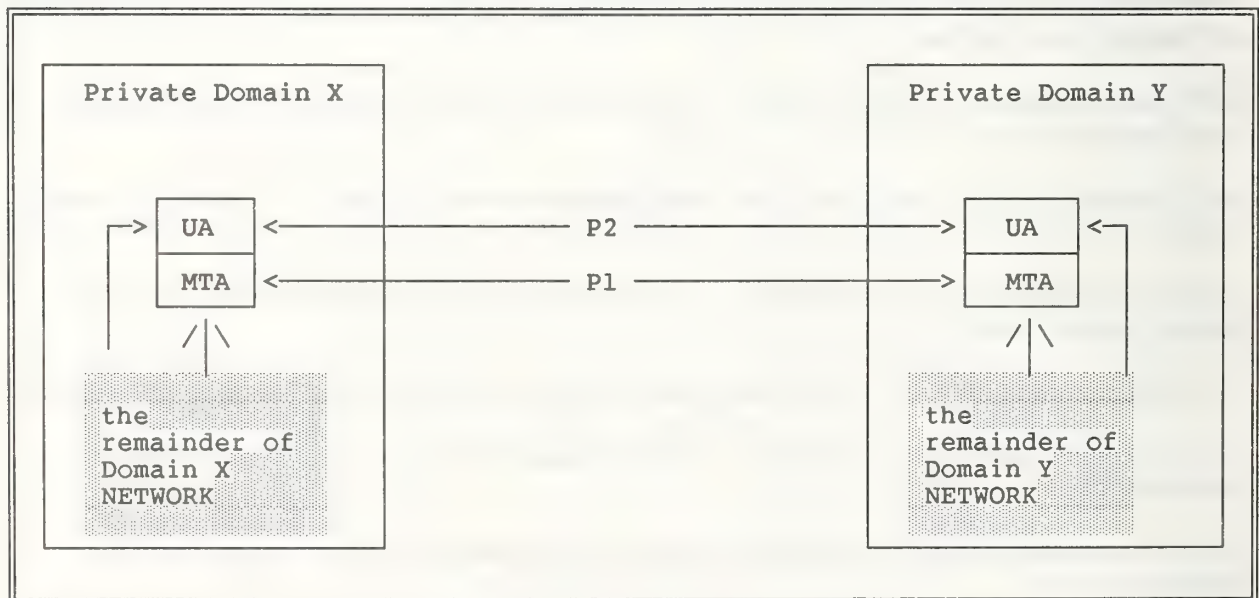 Private Domain X
Private Domain Y
UA
P2
UA
MTA
P1
MTA
the
remainder of
Domain X
NETWORK
the
remainder of
Domain Y
NETWORK